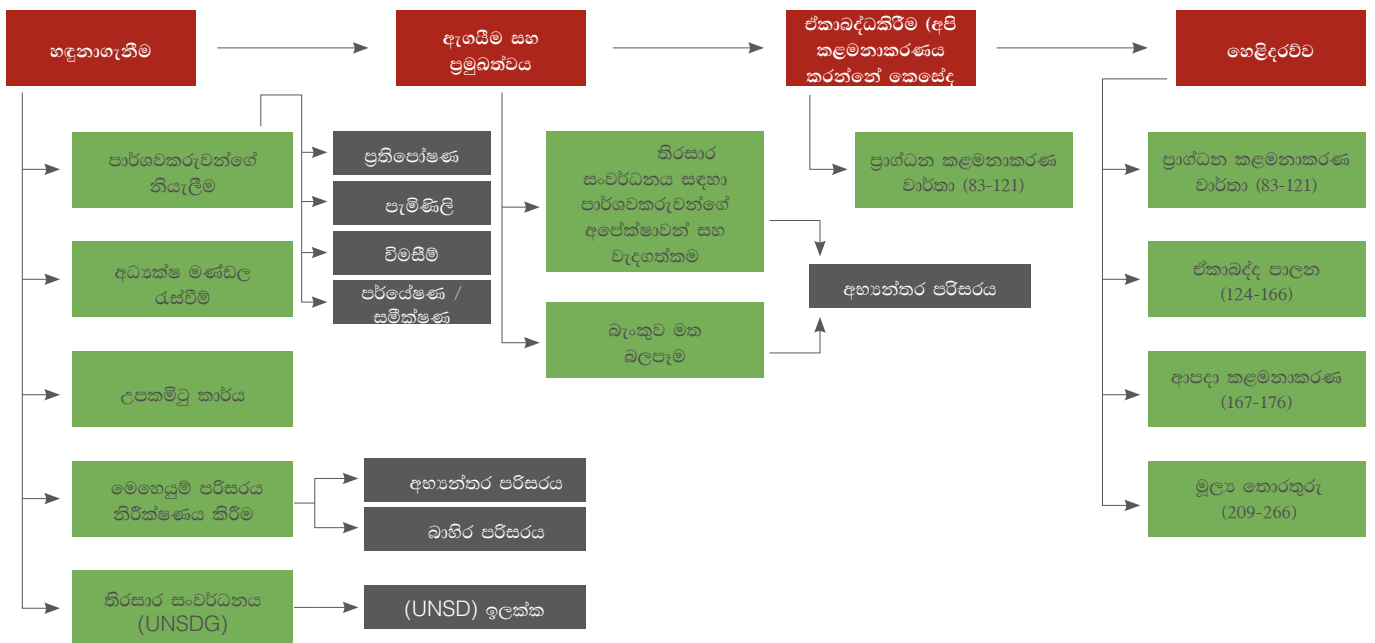 හඳුනාගැනීම
ඇගයීම සහ
ප්‍රමුඛත්වය
ඒකාබද්ධකිරීම (අපි
කළමනාකරණය
කරන්නේ කෙසේද
හෙළිදරව්ව
පාර්ශවකරුවන්ගේ
නියැලීම
ප්‍රතිපෝෂණ
පැමිණිලි
විමසීම්
පර්යේෂණ /
සමීක්ෂණ
අධ්‍යක්ෂ මණ්ඩල
රැස්වීම්
උපකමිටු කාර්ය
මෙහෙයුම් පරිසරය
නිරීක්ෂණය කිරීම
අභ්‍යන්තර පරිසරය
බාහිර පරිසරය
තිරසාර සංවර්ධනය
(UNSDG)
(UNSD) ඉලක්ක
තිරසාර
සංවර්ධනය සඳහා
පාර්ශවකරුවන්ගේ
අපේක්ෂාවන් සහ
වැදගත්කම
බැංකුව මත
බලපෑම
අභ්‍යන්තර පරිසරය
ප්‍රාග්ධන කළමනාකරණ
වාර්තා (83-121)
ප්‍රාග්ධන කළමනාකරණ
වාර්තා (83-121)
ඒකාබද්ද පාලන
(124-166)
ආපදා කළමනාකරණ
(167-176)
මූල්‍ය තොරතුරු
(209-266)